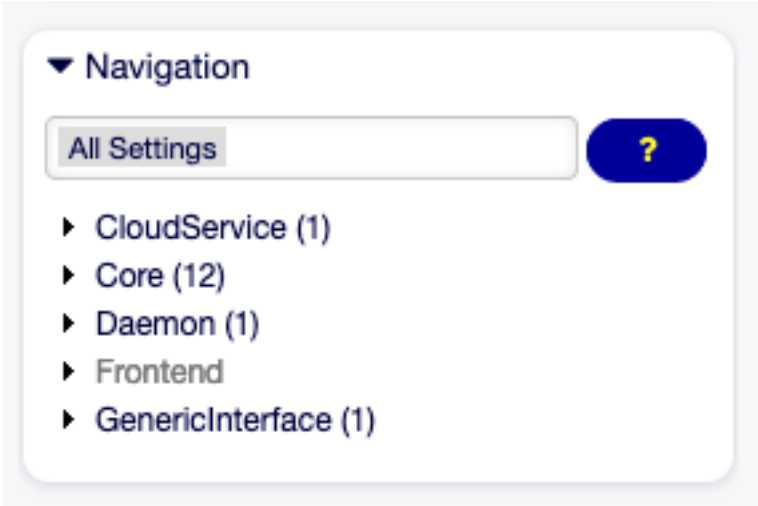 Navigation
All Settings ?
CloudService (1)
Core (12)
Daemon (1)
Frontend
GenericInterface (1)